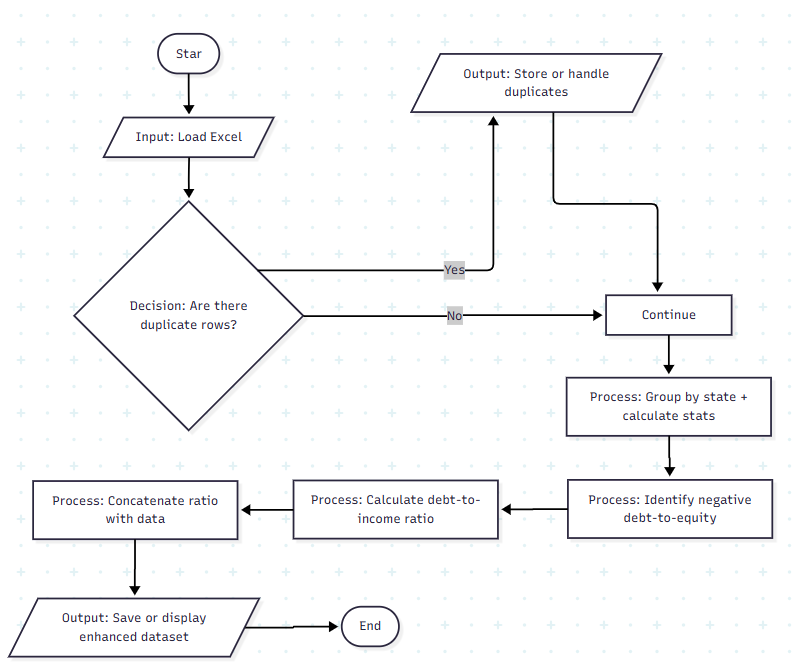 Star
Input: Load Excel
Decision: Are there
duplicate rows?
Yes
Output: Store or handle
duplicates
No
Continue
Process: Group by state +
calculate stats
Process: Identify negative
debt-to-equity
Process: Calculate debt-to-
income ratio
Process: Concatenate ratio
with data
Output: Save or display
enhanced dataset
End